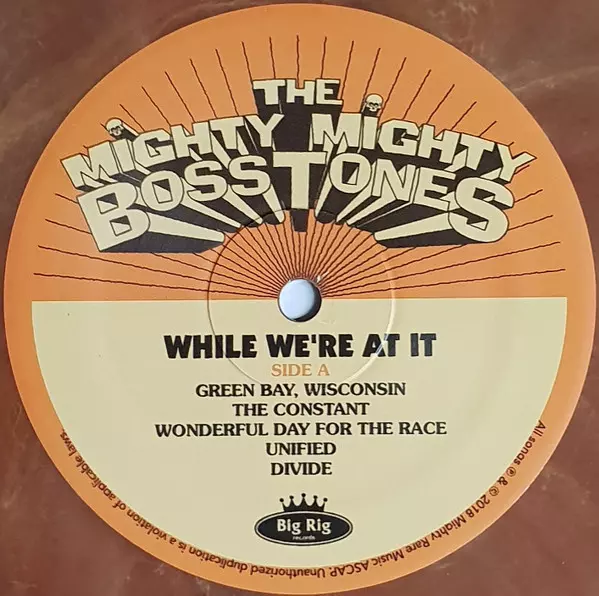 THE
MIGHTY MIGHTY
BOSSTONES
WHILE WE'RE AT IT
SIDE A
GREEN BAY, WISCONSIN
THE CONSTANT
WONDERFUL DAY FOR THE RACE
UNIFIED
DIVIDE
Big Rig
records
All songs ℗ & © 2018 Mighty Rare Music ASCAP. Unauthorized duplication is a violation of applicable laws.